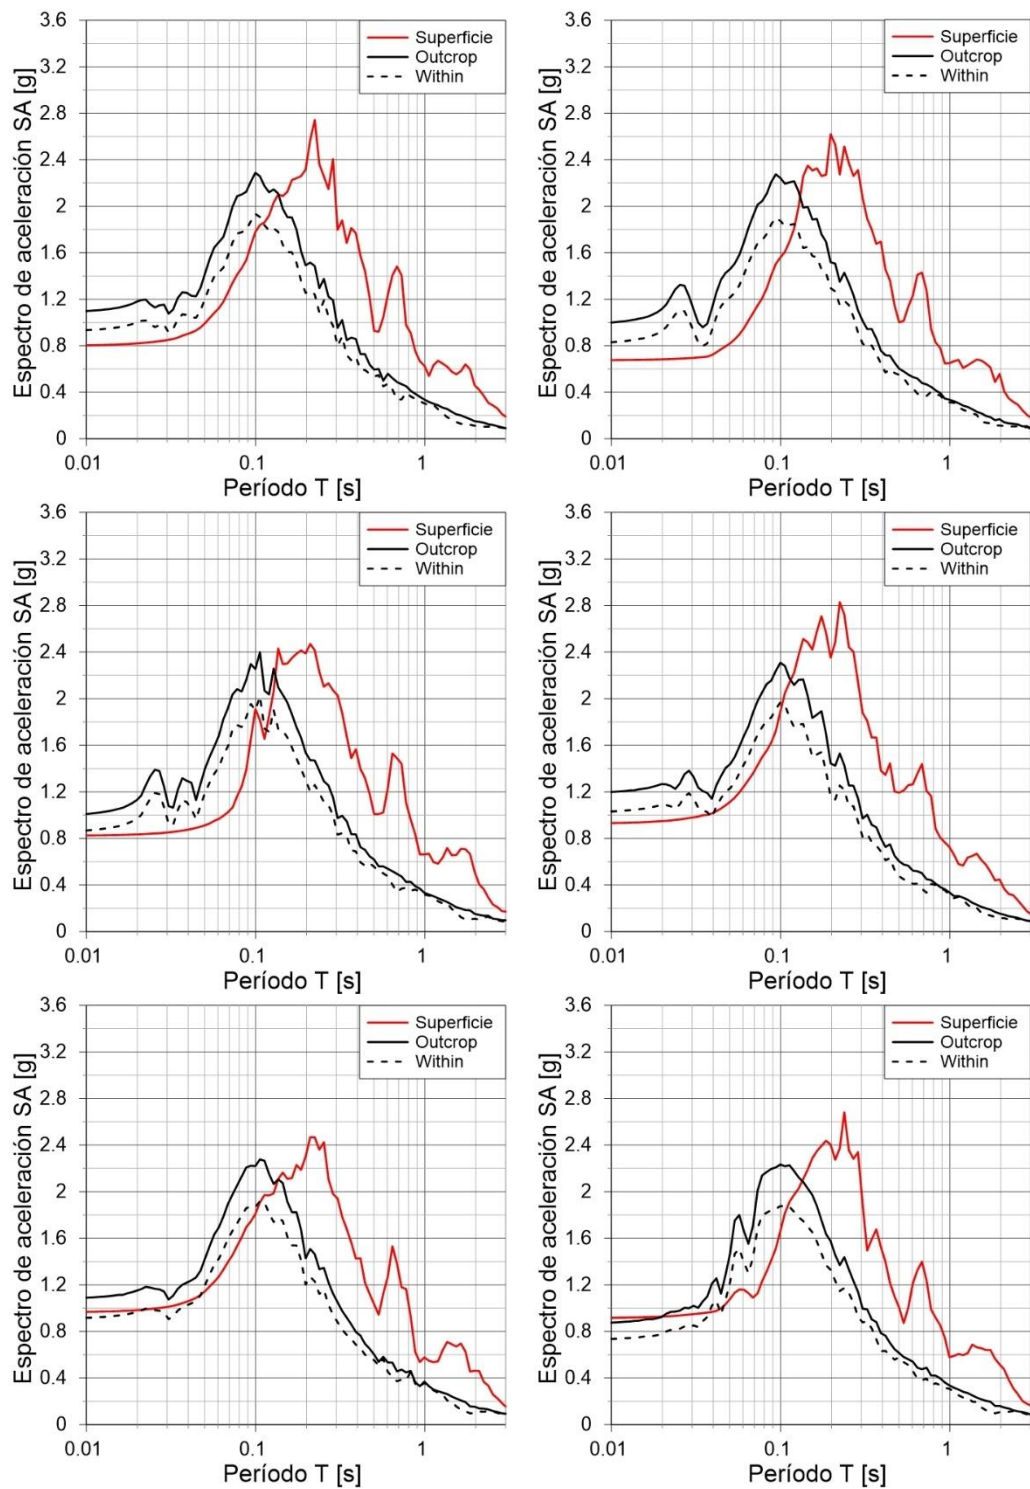 3.6
3.2
2.8
2.4
2
1.6
1.2
0.8
0.4
0
Espectro de aceleración SA [g]
Superficie
Outcrop
Within
0.01
0.1
1
Período T [s]
3.6
3.2
2.8
2.4
2
1.6
1.2
0.8
0.4
0
Espectro de aceleración SA [g]
Superficie
Outcrop
Within
0.01
0.1
1
Período T [s]
3.6
3.2
2.8
2.4
2
1.6
1.2
0.8
0.4
0
Espectro de aceleración SA [g]
Superficie
Outcrop
Within
0.01
0.1
1
Período T [s]
3.6
3.2
2.8
2.4
2
1.6
1.2
0.8
0.4
0
Espectro de aceleración SA [g]
Superficie
Outcrop
Within
0.01
0.1
1
Período T [s]
3.6
3.2
2.8
2.4
2
1.6
1.2
0.8
0.4
0
Espectro de aceleración SA [g]
Superficie
Outcrop
Within
0.01
0.1
1
Período T [s]
3.6
3.2
2.8
2.4
2
1.6
1.2
0.8
0.4
0
Espectro de aceleración SA [g]
Superficie
Outcrop
Within
0.01
0.1
1
Período T [s]